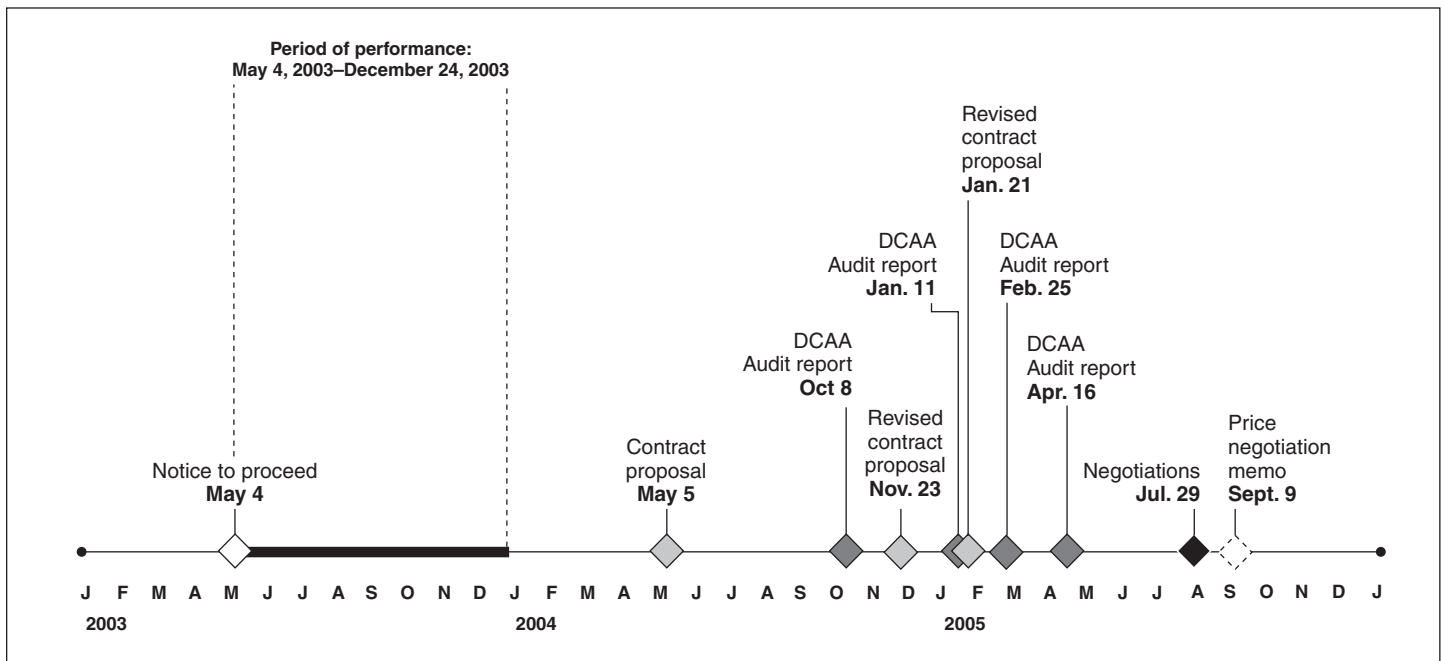 Period of performance:
May 4, 2003–December 24, 2003
Notice to proceed
May 4
Contract
proposal
May 5
DCAA
Audit report
Oct 8
Revised
contract
proposal
Nov. 23
DCAA
Audit report
Jan. 11
Revised
contract
proposal
Jan. 21
DCAA
Audit report
Feb. 25
DCAA
Audit report
Apr. 16
Negotiations
Jul. 29
Price
negotiation
memo
Sept. 9
J F M A M J J A S O N D J F M A M J J A S O N D J F M A M J J A S O N D J
2003 2004 2005